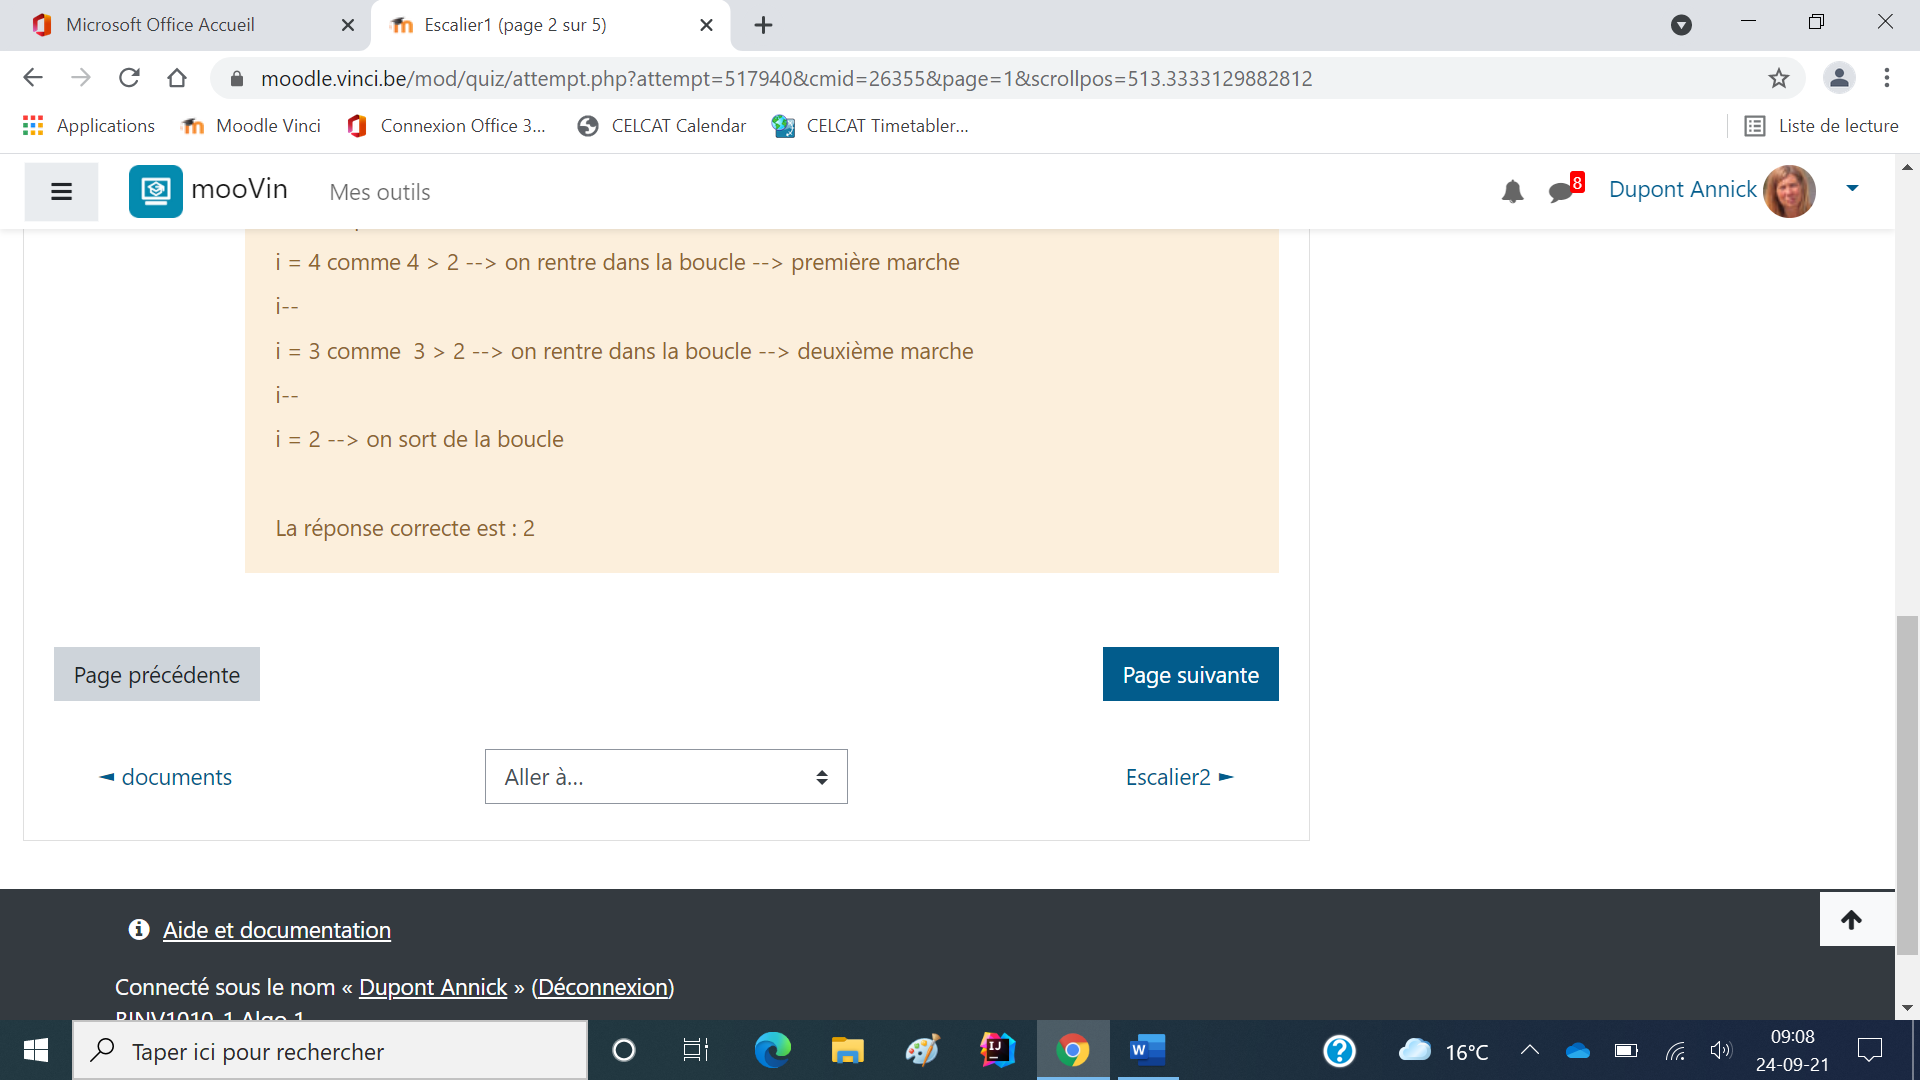 Microsoft Office Accueil
Escalier1 (page 2 sur 5)
moodle.vinci.be/mod/quiz/attempt.php?attempt=517940&cmid=26355&page=1&scrollpos=513.3333129882812
Applications
Moodle Vinci
Connexion Office 3...
CELCAT Calendar
CELCAT Timetabler...
Liste de lecture
mooVin
Mes outils
8
Dupont Annick
i = 4 comme 4 > 2 --> on rentre dans la boucle --> première marche
i--
i = 3 comme  3 > 2 --> on rentre dans la boucle --> deuxième marche
i--
i = 2 --> on sort de la boucle
La réponse correcte est : 2
Page précédente
Page suivante
◄ documents
Aller à...
Escalier2 ►
Aide et documentation
Connecté sous le nom « Dupont Annick » (Déconnexion)
BINV1010-1 Algo 1
Taper ici pour rechercher
16°C
09:08
24-09-21